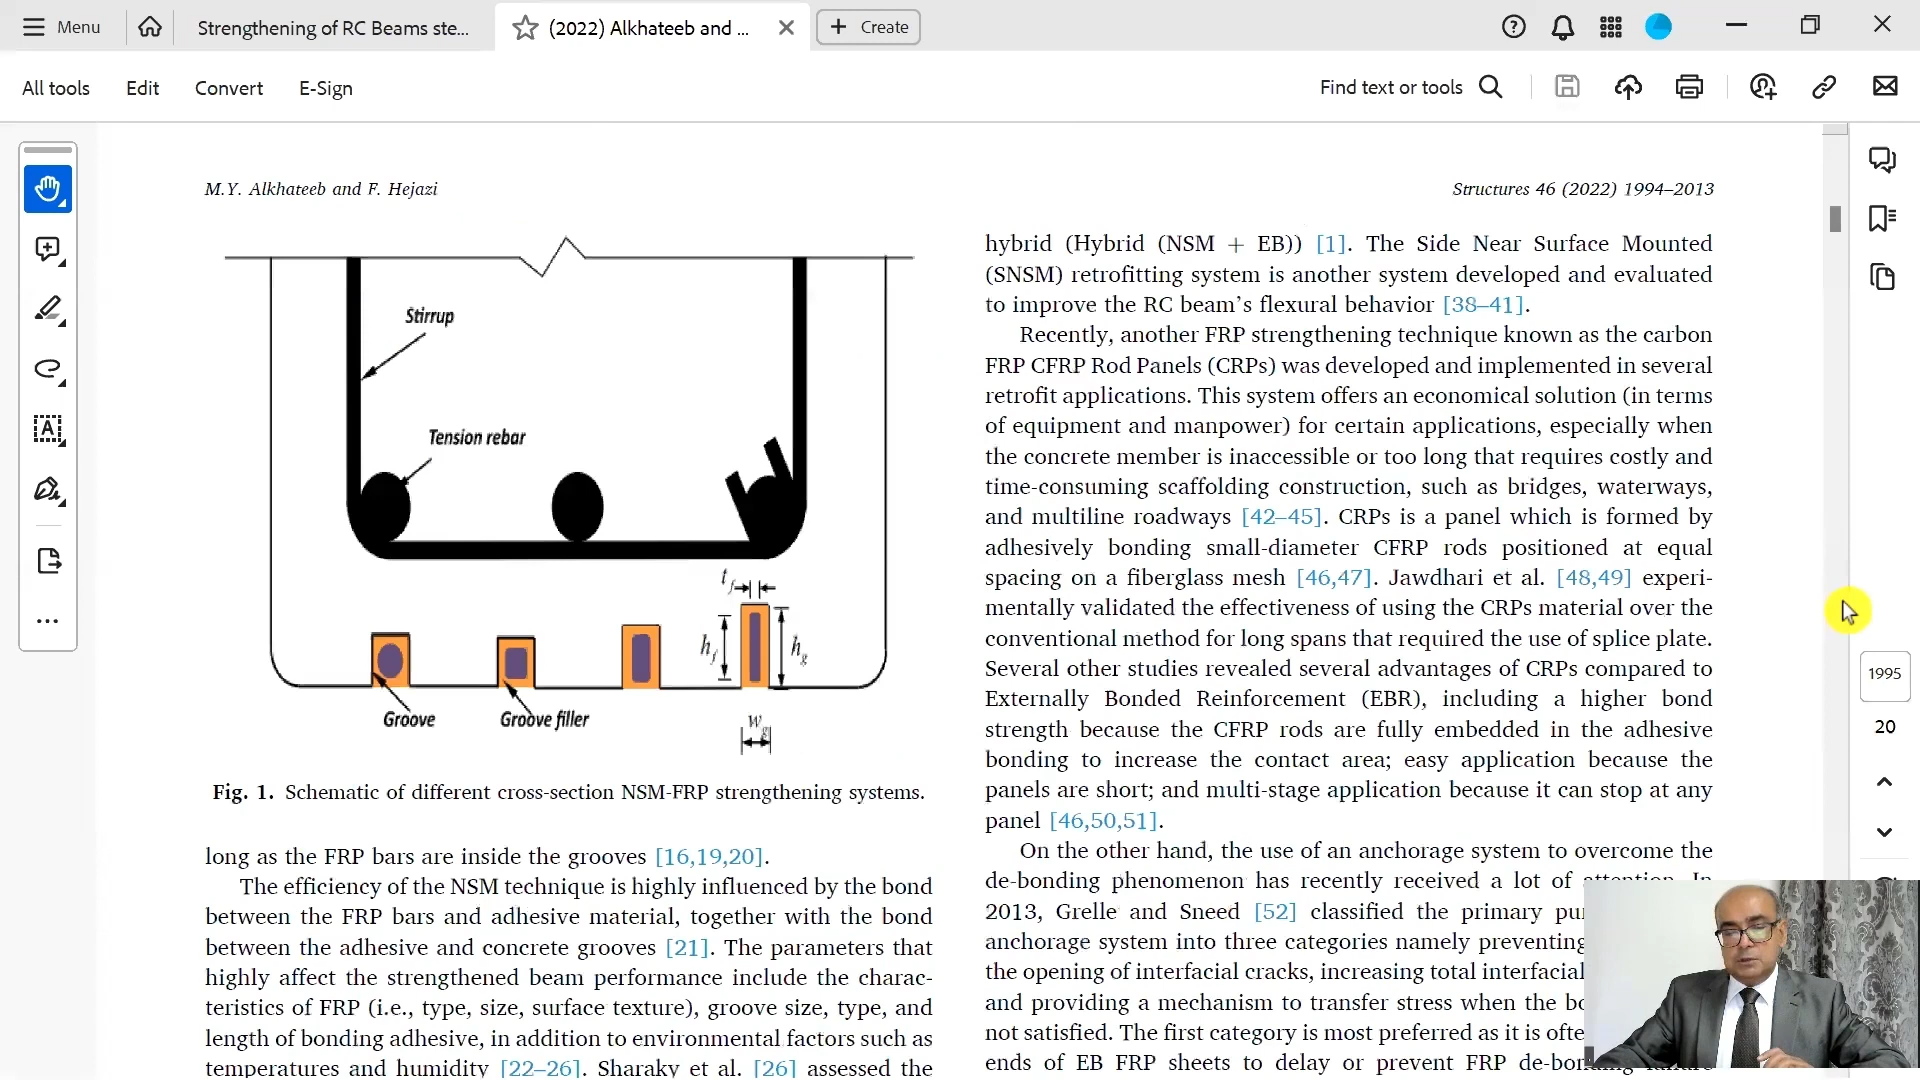 Menu
Strengthening of RC Beams ste...
(2022) Alkhateeb and ...
Create
All tools
Edit
Convert
E-Sign
Find text or tools
M.Y. Alkhateeb and F. Hejazi
Structures 46 (2022) 1994–2013
Stirrup
Tension rebar
t_f
h_f
h_g
Groove
Groove filler
w_g
Fig. 1. Schematic of different cross-section NSM-FRP strengthening systems.
long as the FRP bars are inside the grooves [16,19,20].
The efficiency of the NSM technique is highly influenced by the bond
between the FRP bars and adhesive material, together with the bond
between the adhesive and concrete grooves [21]. The parameters that
highly affect the strengthened beam performance include the charac-
teristics of FRP (i.e., type, size, surface texture), groove size, type, and
length of bonding adhesive, in addition to environmental factors such as
temperatures and humidity [22–26]. Sharaky et al. [26] assessed the
hybrid (Hybrid (NSM + EB)) [1]. The Side Near Surface Mounted
(SNSM) retrofitting system is another system developed and evaluated
to improve the RC beam's flexural behavior [38–41].
Recently, another FRP strengthening technique known as the carbon
FRP CFRP Rod Panels (CRPs) was developed and implemented in several
retrofit applications. This system offers an economical solution (in terms
of equipment and manpower) for certain applications, especially when
the concrete member is inaccessible or too long that requires costly and
time-consuming scaffolding construction, such as bridges, waterways,
and multiline roadways [42–45]. CRPs is a panel which is formed by
adhesively bonding small-diameter CFRP rods positioned at equal
spacing on a fiberglass mesh [46,47]. Jawdhari et al. [48,49] experi-
mentally validated the effectiveness of using the CRPs material over the
conventional method for long spans that required the use of splice plate.
Several other studies revealed several advantages of CRPs compared to
Externally Bonded Reinforcement (EBR), including a higher bond
strength because the CFRP rods are fully embedded in the adhesive
bonding to increase the contact area; easy application because the
panels are short; and multi-stage application because it can stop at any
panel [46,50,51].
On the other hand, the use of an anchorage system to overcome the
de-bonding phenomenon has recently received a lot of attention. In
2013, Grelle and Sneed [52] classified the primary
anchorage system into three categories namely preventing
the opening of interfacial cracks, increasing total interfacial
and providing a mechanism to transfer stress when the
not satisfied. The first category is most preferred as it is
ends of EB FRP sheets to delay or prevent FRP
1995
20